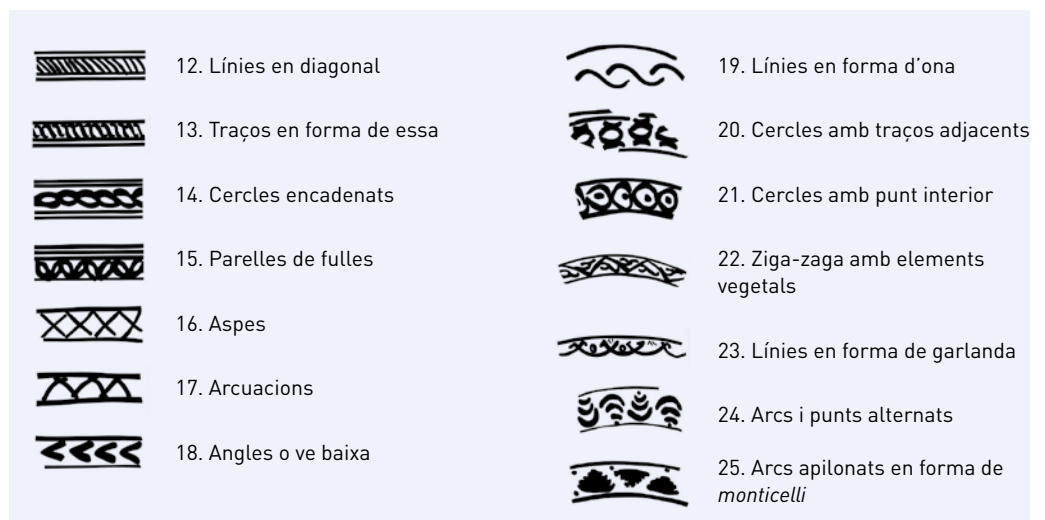 12. Línies en diagonal
13. Traços en forma de essa
14. Cercles encadenats
15. Parelles de fulles
16. Aspes
17. Arcuacions
18. Angles o ve baixa
19. Línies en forma d’ona
20. Cercles amb traços adjacents
21. Cercles amb punt interior
22. Ziga-zaga amb elements
vegetals
23. Línies en forma de garlanda
24. Arcs i punts alternats
25. Arcs apilonats en forma de
monticelli